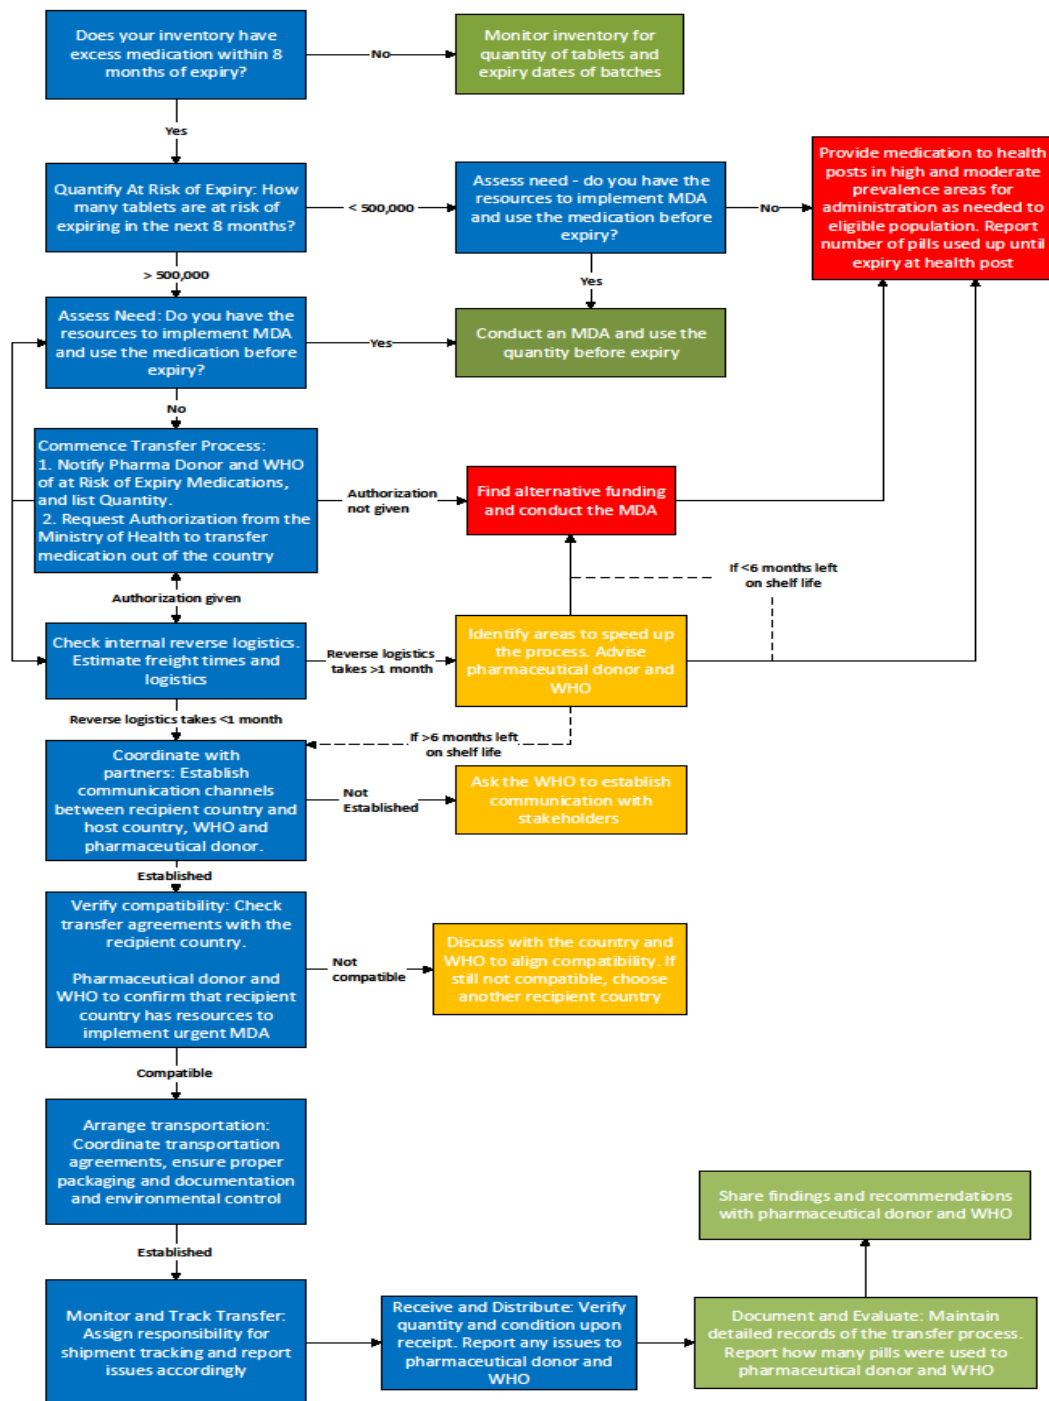 Does your inventory have
excess medication within 8
months of expiry?
No
Monitor inventory for
quantity of tablets and
expiry dates of batches
Yes
Quantify At Risk of Expiry: How
many tablets are at risk of
expiring in the next 8 months?
< 500,000
Assess need - do you have the
resources to implement MDA
and use the medication before
expiry?
No
Provide medication to health
posts in high and moderate
prevalence areas for
administration as needed to
eligible population. Report
number of pills used up until
expiry at health post
> 500,000
Yes
Assess Need: Do you have the
resources to implement MDA
and use the medication before
expiry?
Yes
Conduct an MDA and use the
quantity before expiry
No
Commence Transfer Process:
1. Notify Pharma Donor and WHO
of at Risk of Expiry Medications,
and list Quantity.
2. Request Authorization from the
Ministry of Health to transfer
medication out of the country
Authorization
not given
Find alternative funding
and conduct the MDA
If <6 months left
on shelf life
Authorization given
Check internal reverse logistics.
Estimate freight times and
logistics
Reverse logistics
takes >1 month
Identify areas to speed up
the process. Advise
pharmaceutical donor and
WHO
Reverse logistics takes <1 month
If >6 months left
on shelf life
Coordinate with
partners: Establish
communication channels
between recipient country and
host country, WHO and
pharmaceutical donor.
Not
Established
Ask the WHO to establish
communication with
stakeholders
Established
Verify compatibility: Check
transfer agreements with the
recipient country.
Pharmaceutical donor and
WHO to confirm that recipient
country has resources to
implement urgent MDA
Not
compatible
Discuss with the country and
WHO to align compatibility. If
still not compatible, choose
another recipient country
Compatible
Arrange transportation:
Coordinate transportation
agreements, ensure proper
packaging and documentation
and environmental control
Share findings and recommendations
with pharmaceutical donor and WHO
Established
Monitor and Track Transfer:
Assign responsibility for
shipment tracking and report
issues accordingly
Receive and Distribute: Verify
quantity and condition upon
receipt. Report any issues to
pharmaceutical donor and
WHO
Document and Evaluate: Maintain
detailed records of the transfer process.
Report how many pills were used to
pharmaceutical donor and WHO